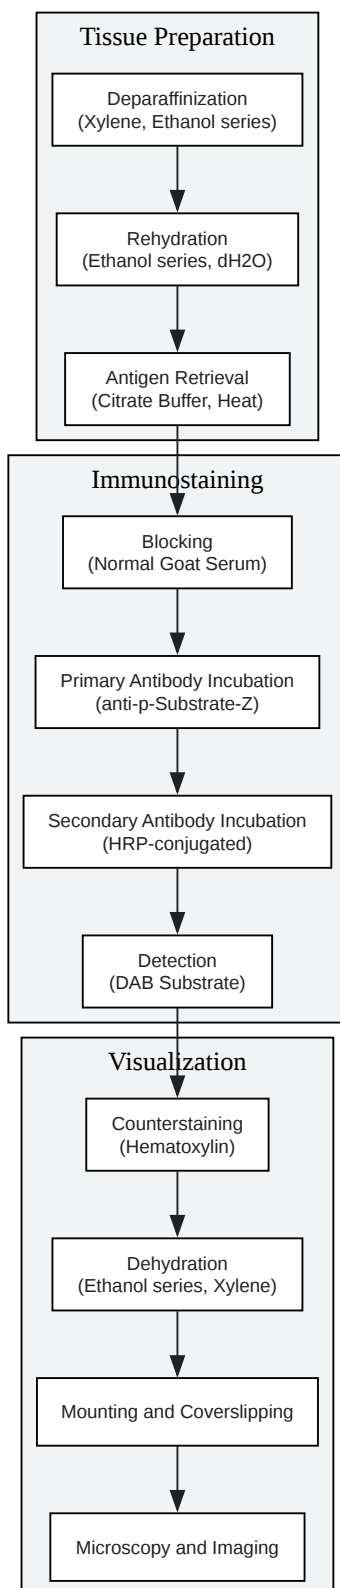 Tissue Preparation
Deparaffinization
(Xylene, Ethanol series)
Rehydration
(Ethanol series, dH2O)
Antigen Retrieval
(Citrate Buffer, Heat)
Immunostaining
Blocking
(Normal Goat Serum)
Primary Antibody Incubation
(anti-p-Substrate-Z)
Secondary Antibody Incubation
(HRP-conjugated)
Detection
(DAB Substrate)
Visualization
Counterstaining
(Hematoxylin)
Dehydration
(Ethanol series, Xylene)
Mounting and Coverslipping
Microscopy and Imaging